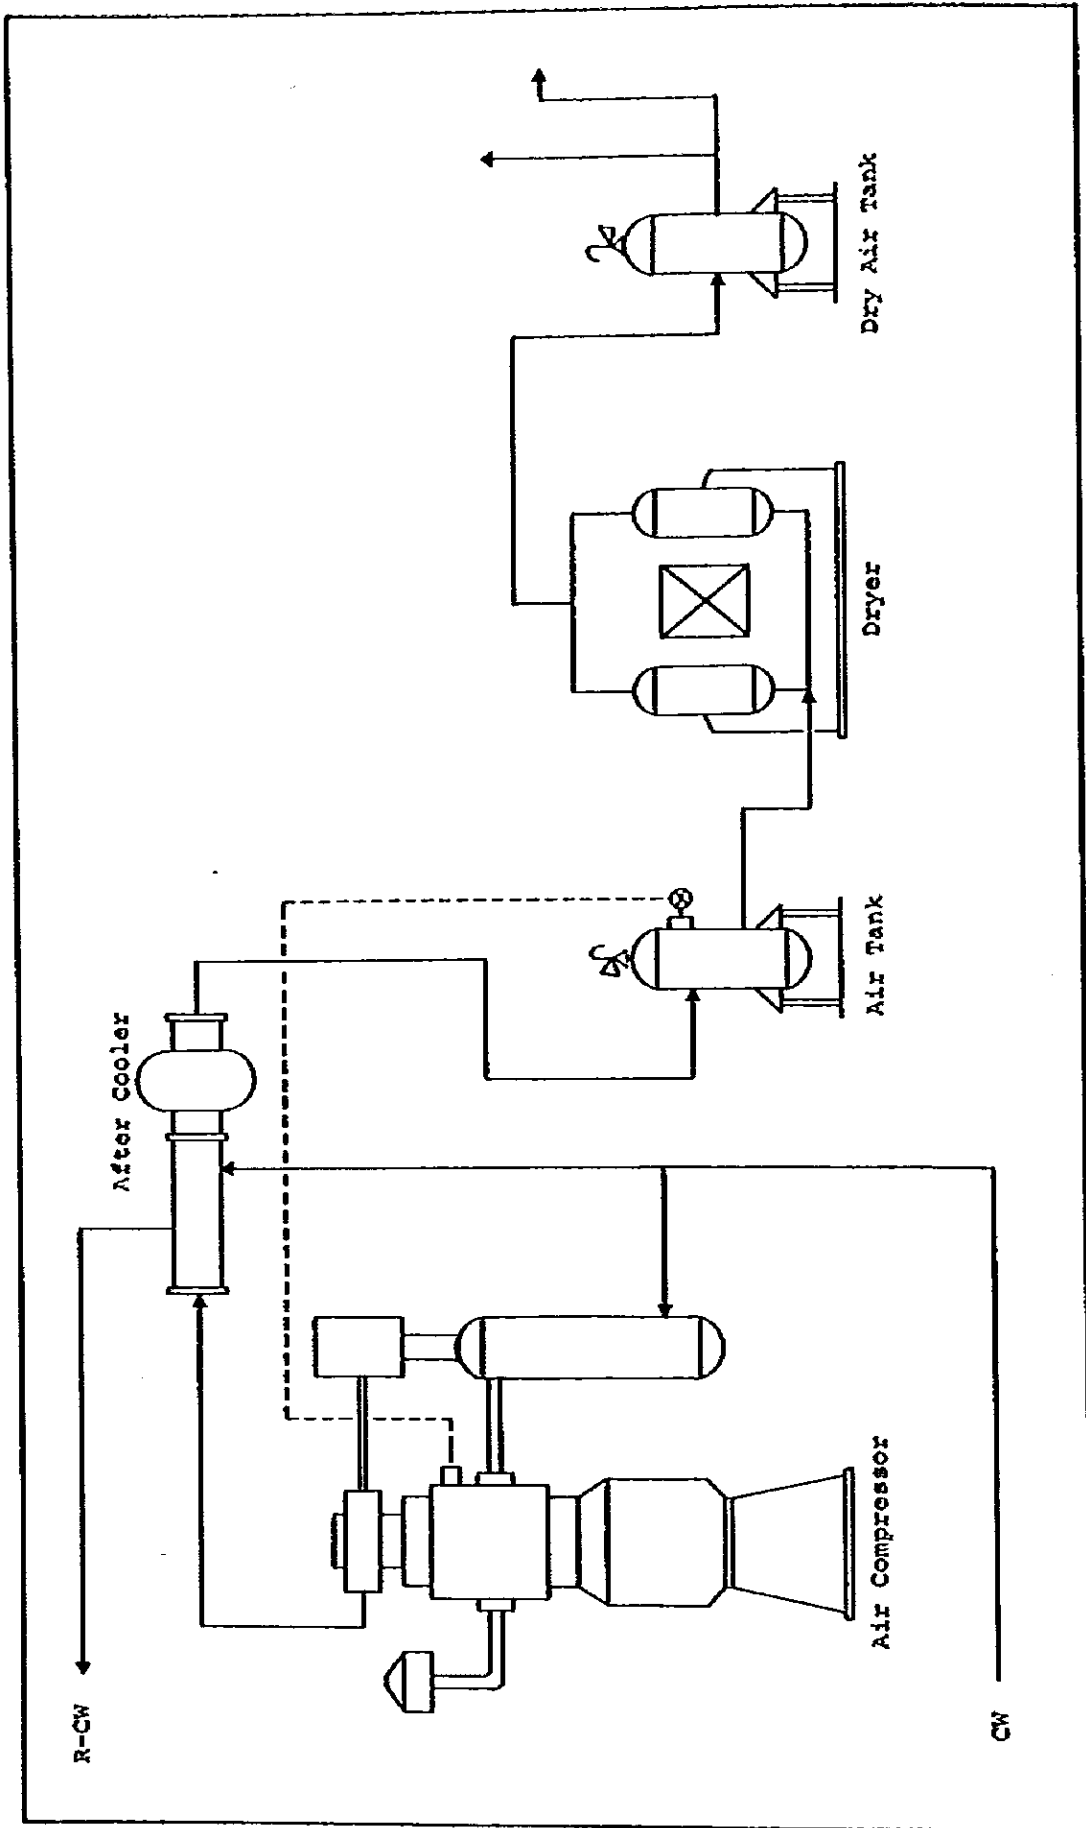 R-CW
After Cooler
CW
Air Compressor
Air Tank
Dryer
Dry Air Tank